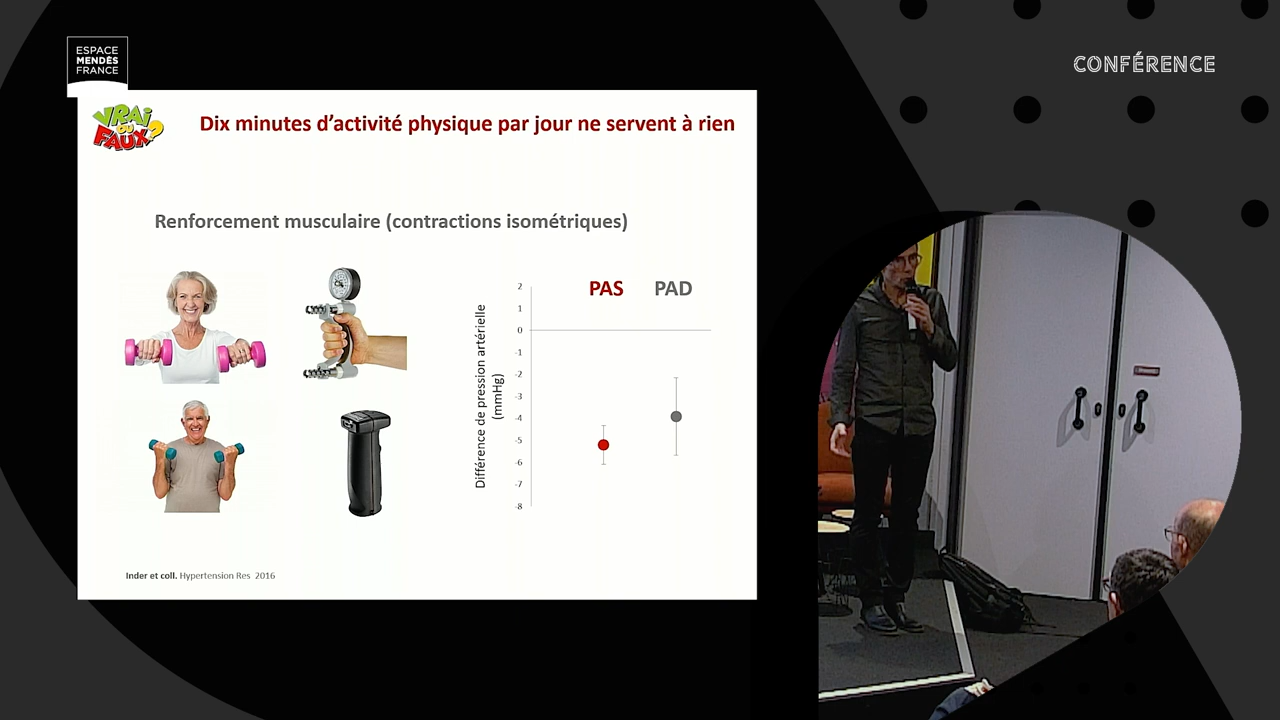 ESPACE
MENDÈS
FRANCE
CONFÉRENCE
VRAI
OU
FAUX?
Dix minutes d'activité physique par jour ne servent à rien
Renforcement musculaire (contractions isométriques)
PAS
PAD
Différence de pression artérielle
(mmHg)
2
1
0
-1
-2
-3
-4
-5
-6
-7
-8
Inder et coll. Hypertension Res 2016